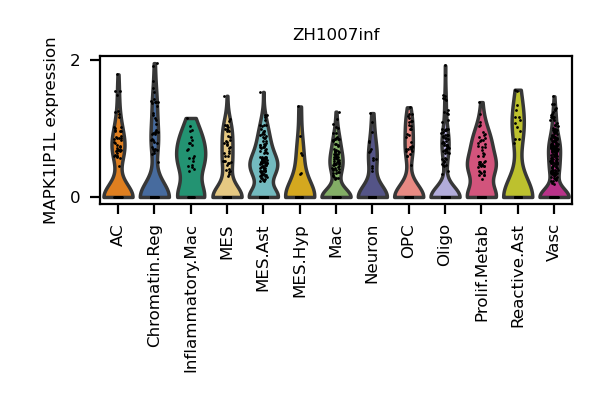 ZH1007inf
MAPK1IP1L expression
2
0
AC
Chromatin.Reg
Inflammatory.Mac
MES
MES.Ast
MES.Hyp
Mac
Neuron
OPC
Oligo
Prolif.Metab
Reactive.Ast
Vasc